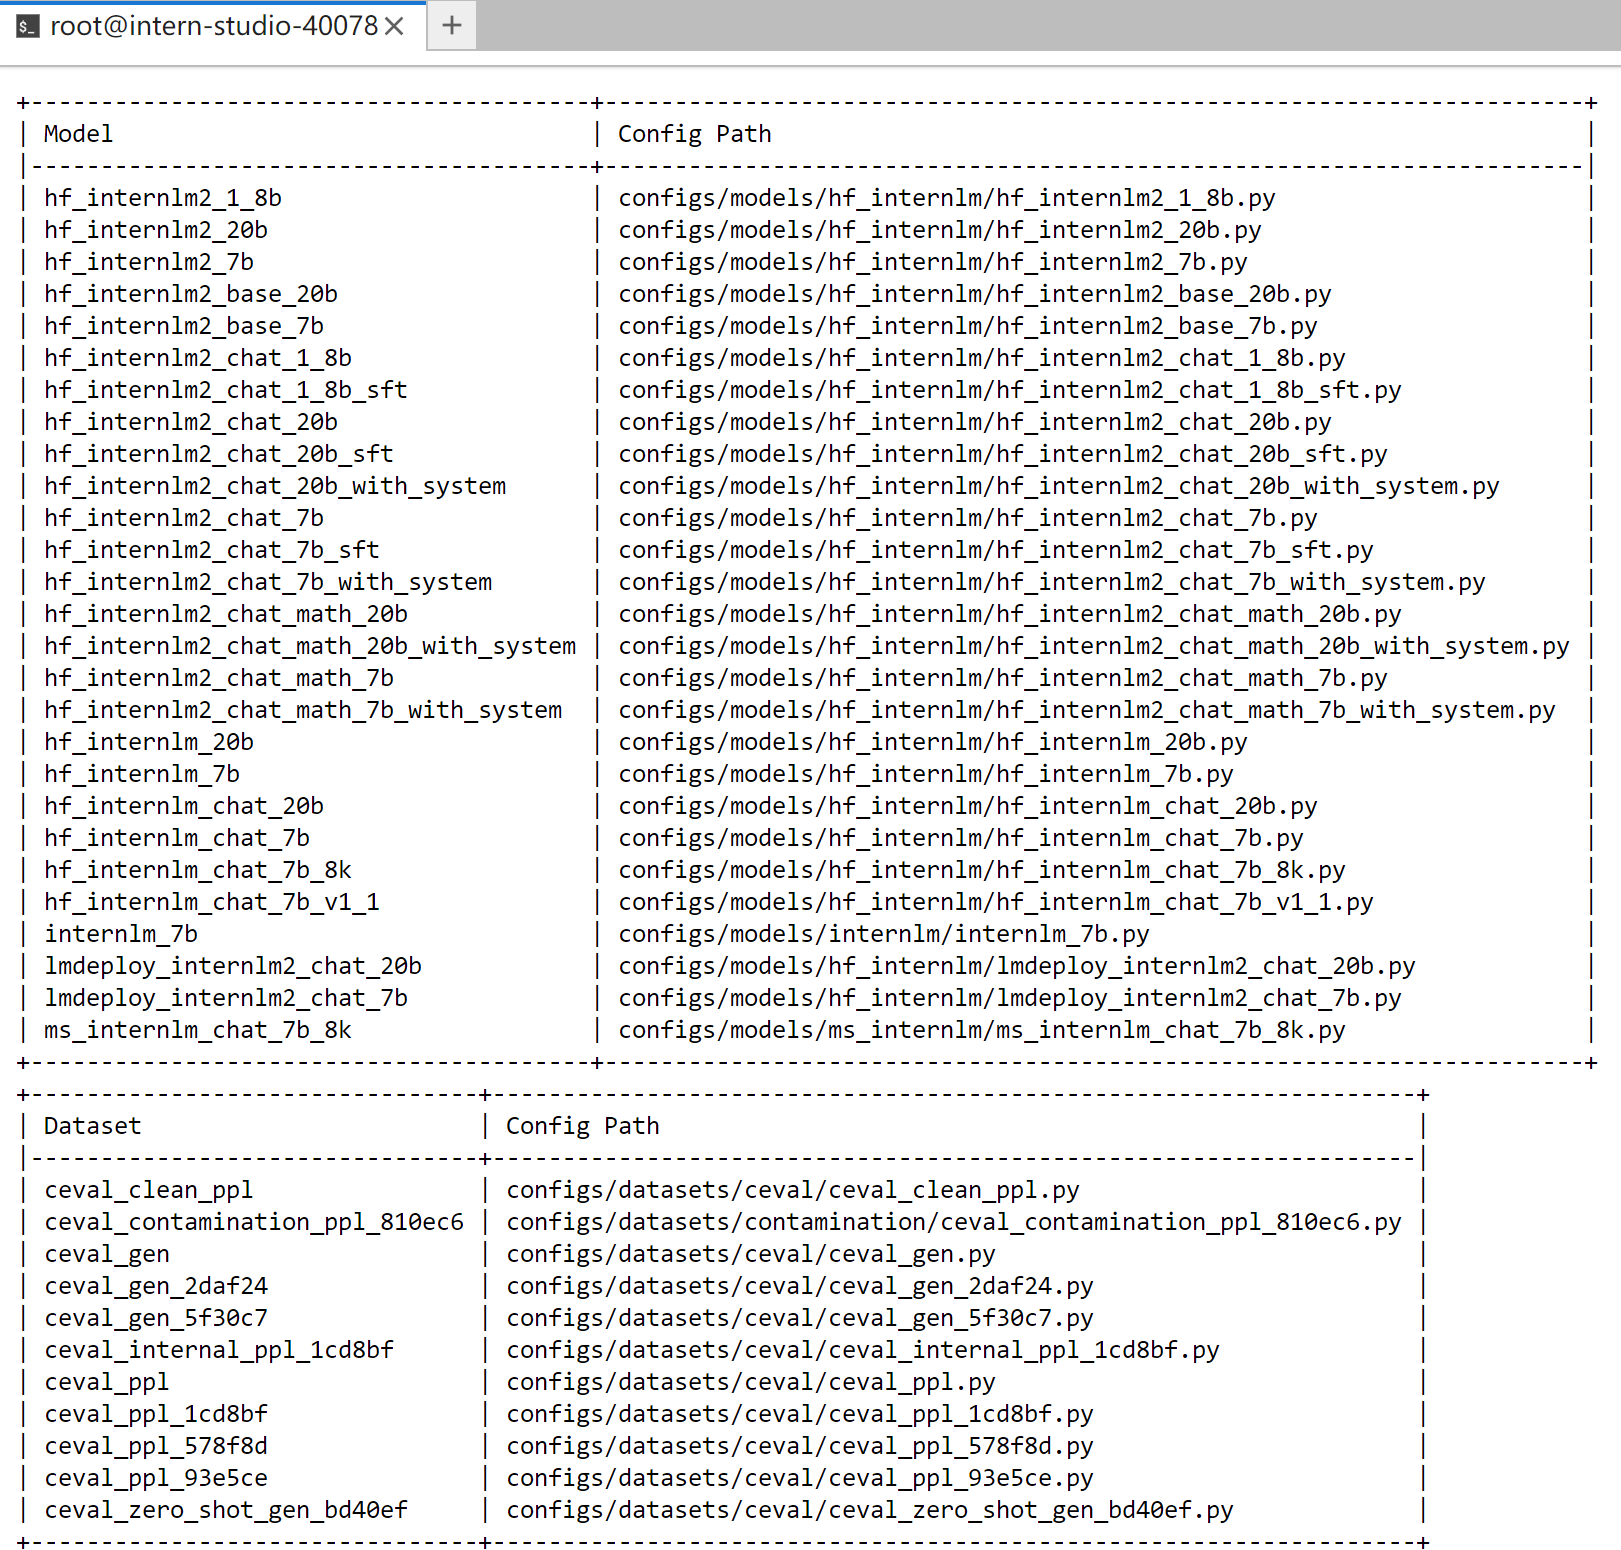 root@intern-studio-40078
+----------------------------------------+----------------------------------------------------------------------+
| Model                                  | Config Path                                                          |
|----------------------------------------+----------------------------------------------------------------------|
| hf_internlm2_1_8b                      | configs/models/hf_internlm/hf_internlm2_1_8b.py                      |
| hf_internlm2_20b                       | configs/models/hf_internlm/hf_internlm2_20b.py                       |
| hf_internlm2_7b                        | configs/models/hf_internlm/hf_internlm2_7b.py                        |
| hf_internlm2_base_20b                  | configs/models/hf_internlm/hf_internlm2_base_20b.py                  |
| hf_internlm2_base_7b                   | configs/models/hf_internlm/hf_internlm2_base_7b.py                   |
| hf_internlm2_chat_1_8b                 | configs/models/hf_internlm/hf_internlm2_chat_1_8b.py                 |
| hf_internlm2_chat_1_8b_sft             | configs/models/hf_internlm/hf_internlm2_chat_1_8b_sft.py             |
| hf_internlm2_chat_20b                  | configs/models/hf_internlm/hf_internlm2_chat_20b.py                  |
| hf_internlm2_chat_20b_sft              | configs/models/hf_internlm/hf_internlm2_chat_20b_sft.py              |
| hf_internlm2_chat_20b_with_system      | configs/models/hf_internlm/hf_internlm2_chat_20b_with_system.py      |
| hf_internlm2_chat_7b                   | configs/models/hf_internlm/hf_internlm2_chat_7b.py                   |
| hf_internlm2_chat_7b_sft               | configs/models/hf_internlm/hf_internlm2_chat_7b_sft.py               |
| hf_internlm2_chat_7b_with_system       | configs/models/hf_internlm/hf_internlm2_chat_7b_with_system.py       |
| hf_internlm2_chat_math_20b             | configs/models/hf_internlm/hf_internlm2_chat_math_20b.py             |
| hf_internlm2_chat_math_20b_with_system | configs/models/hf_internlm/hf_internlm2_chat_math_20b_with_system.py |
| hf_internlm2_chat_math_7b              | configs/models/hf_internlm/hf_internlm2_chat_math_7b.py              |
| hf_internlm2_chat_math_7b_with_system  | configs/models/hf_internlm/hf_internlm2_chat_math_7b_with_system.py  |
| hf_internlm_20b                        | configs/models/hf_internlm/hf_internlm_20b.py                        |
| hf_internlm_7b                         | configs/models/hf_internlm/hf_internlm_7b.py                         |
| hf_internlm_chat_20b                   | configs/models/hf_internlm/hf_internlm_chat_20b.py                   |
| hf_internlm_chat_7b                    | configs/models/hf_internlm/hf_internlm_chat_7b.py                    |
| hf_internlm_chat_7b_8k                 | configs/models/hf_internlm/hf_internlm_chat_7b_8k.py                 |
| hf_internlm_chat_7b_v1_1               | configs/models/hf_internlm/hf_internlm_chat_7b_v1_1.py               |
| internlm_7b                            | configs/models/internlm/internlm_7b.py                               |
| lmdeploy_internlm2_chat_20b            | configs/models/hf_internlm/lmdeploy_internlm2_chat_20b.py            |
| lmdeploy_internlm2_chat_7b             | configs/models/hf_internlm/lmdeploy_internlm2_chat_7b.py             |
| ms_internlm_chat_7b_8k                 | configs/models/ms_internlm/ms_internlm_chat_7b_8k.py                 |
+----------------------------------------+----------------------------------------------------------------------+
+--------------------------------+------------------------------------------------------------------+
| Dataset                        | Config Path                                                      |
|--------------------------------+------------------------------------------------------------------|
| ceval_clean_ppl                | configs/datasets/ceval/ceval_clean_ppl.py                        |
| ceval_contamination_ppl_810ec6 | configs/datasets/contamination/ceval_contamination_ppl_810ec6.py |
| ceval_gen                      | configs/datasets/ceval/ceval_gen.py                              |
| ceval_gen_2daf24               | configs/datasets/ceval/ceval_gen_2daf24.py                       |
| ceval_gen_5f30c7               | configs/datasets/ceval/ceval_gen_5f30c7.py                       |
| ceval_internal_ppl_1cd8bf      | configs/datasets/ceval/ceval_internal_ppl_1cd8bf.py              |
| ceval_ppl                      | configs/datasets/ceval/ceval_ppl.py                              |
| ceval_ppl_1cd8bf               | configs/datasets/ceval/ceval_ppl_1cd8bf.py                       |
| ceval_ppl_578f8d               | configs/datasets/ceval/ceval_ppl_578f8d.py                       |
| ceval_ppl_93e5ce               | configs/datasets/ceval/ceval_ppl_93e5ce.py                       |
| ceval_zero_shot_gen_bd40ef     | configs/datasets/ceval/ceval_zero_shot_gen_bd40ef.py             |
+--------------------------------+------------------------------------------------------------------+